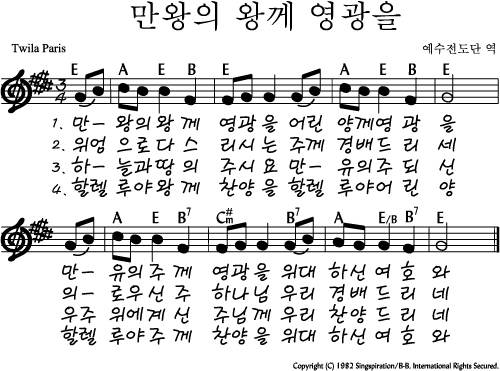 만왕의 왕께 영광을
Twila Paris 예수전도단 역
E A E B E A E B E
3/4
1. 만— 왕의 왕 께 영광 을 어린 양께영 광 을
2. 위엄 으로다 스 리시 는 주께 경배드 리 네
3. 하— 늘과땅 의 주시 요 만— 유의주 되 신
4. 할렐 루야왕 께 찬양 을 할렐 루야어 린 양
A E B7 C#m B7 A E/B B7 E
만— 유의주 께 영광 을 위대 하신여 호 와
의— 로우신 주 하나 님 우리 경배드 리 네
우주 위에계 신 주님 께 우리 찬양드 리 네
할렐 루야주 께 찬양 을 위대 하신여 호 와
Copyright (C) 1982 Singspiration/B-B. International Rights Secured.